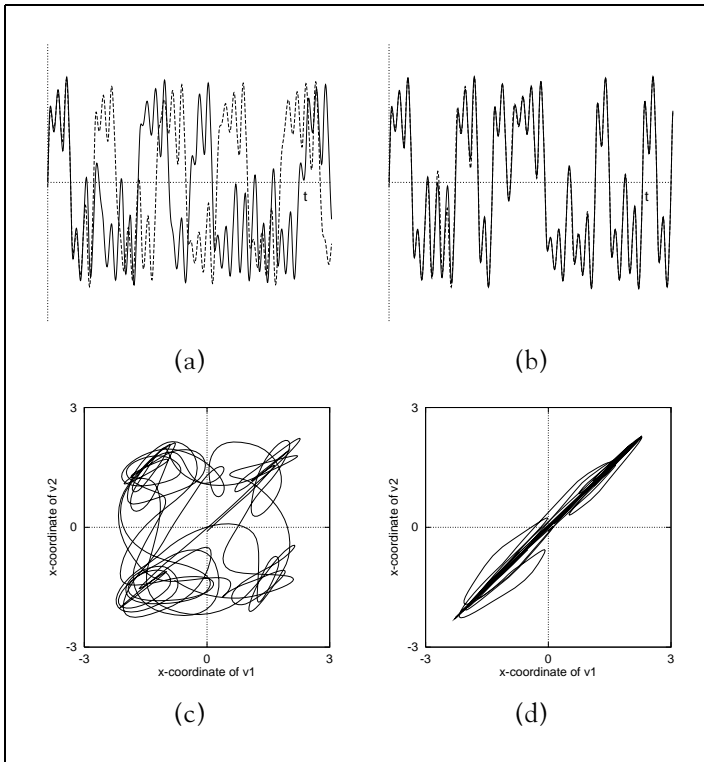 t
t
(a)
(b)
3
0
-3
-3
0
3
x-coordinate of v2
x-coordinate of v1
(c)
3
0
-3
-3
0
3
x-coordinate of v2
x-coordinate of v1
(d)